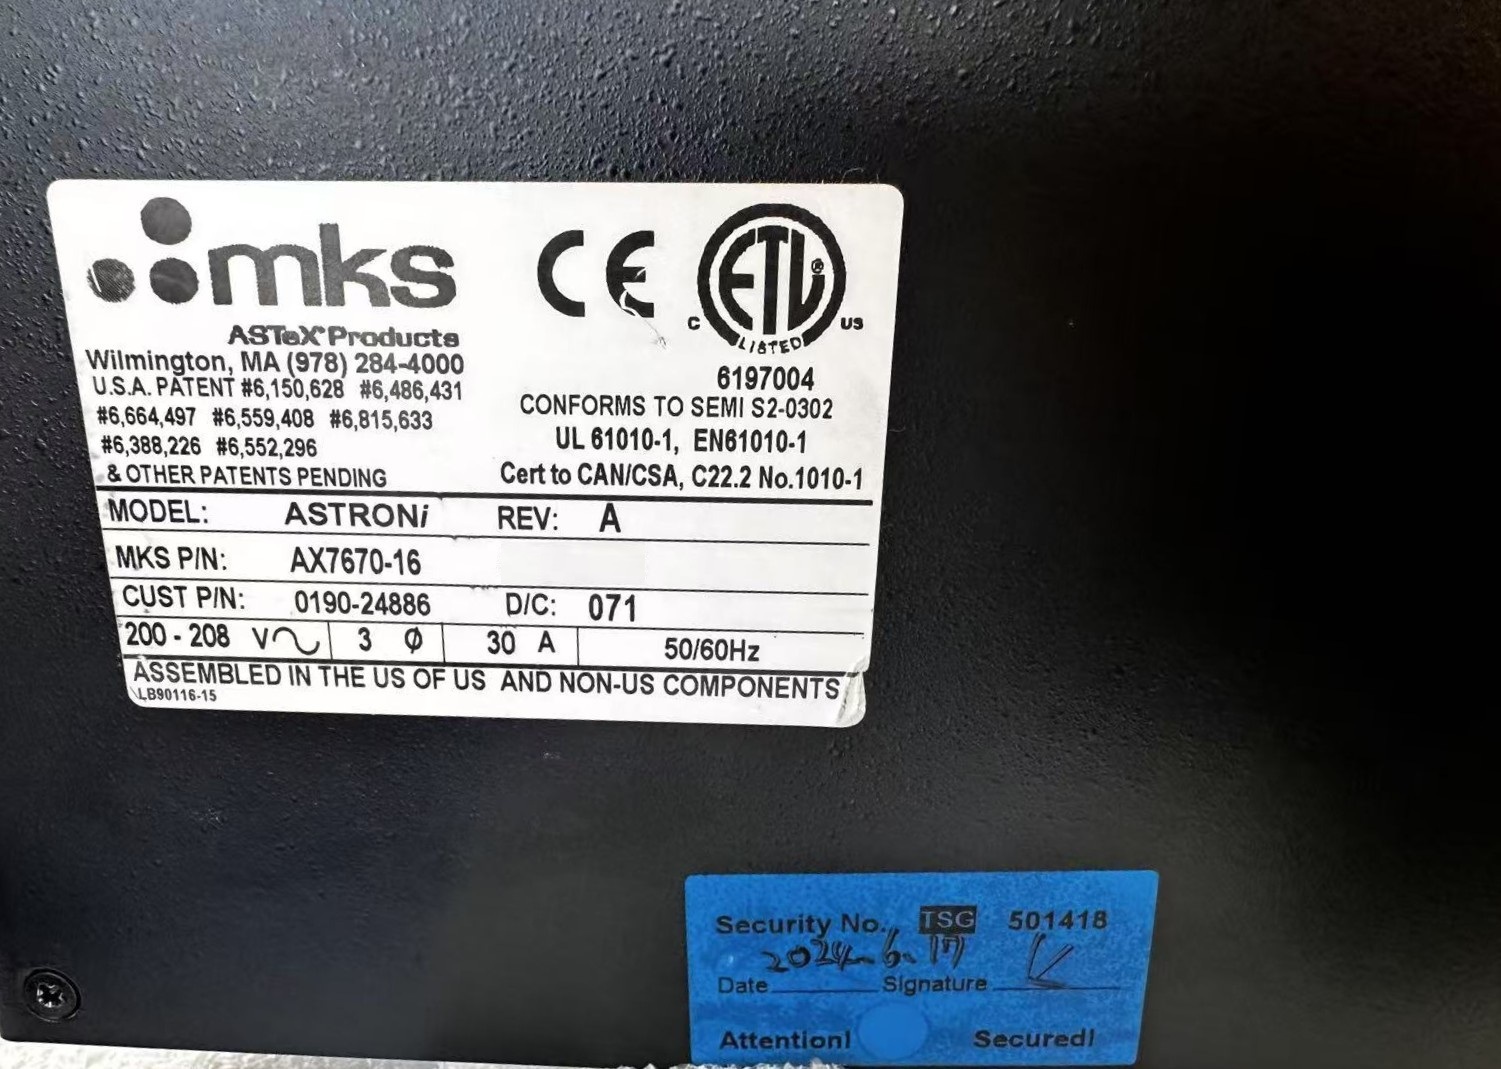 mks
ASTeX® Products
Wilmington, MA (978) 284-4000
U.S.A. PATENT #6,150,628 #6,486,431
#6,664,497 #6,559,408 #6,815,633
#6,388,226 #6,552,296
& OTHER PATENTS PENDING
CE
ETL®
C US
LISTED
6197004
CONFORMS TO SEMI S2-0302
UL 61010-1, EN61010-1
Cert to CAN/CSA, C22.2 No.1010-1
MODEL: ASTRONi REV: A
MKS P/N: AX7670-16
CUST P/N: 0190-24886 D/C: 071
200 - 208 V 3 Ø 30 A 50/60Hz
ASSEMBLED IN THE US OF US AND NON-US COMPONENTS
LB90116-15
Security No. TSG 501418
2024.6.17
Date Signature
Attention! Secured!